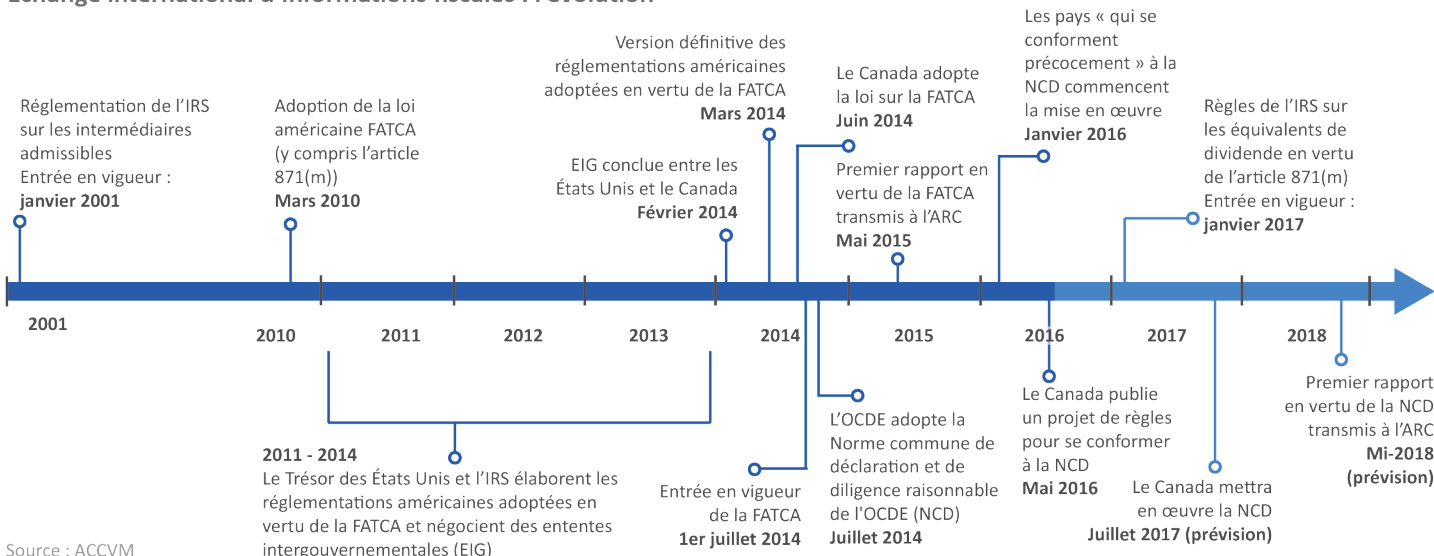 Échange international d'informations fiscales : l'évolution
Réglementation de l'IRS
sur les intermédiaires
admissibles
Entrée en vigueur :
janvier 2001
Adoption de la loi
américaine FATCA
(y compris l'article
871(m))
Mars 2010
Version définitive des
réglementations américaines
adoptées en vertu de la FATCA
Mars 2014
EIG conclue entre les
États Unis et le Canada
Février 2014
Le Canada adopte
la loi sur la FATCA
Juin 2014
Premier rapport en
vertu de la FATCA
transmis à l'ARC
Mai 2015
Les pays « qui se
conforment
précocement » à la
NCD commencent
la mise en œuvre
Janvier 2016
Règles de l'IRS sur
les équivalents de
dividende en vertu
de l'article 871(m)
Entrée en vigueur :
janvier 2017
2001
2010
2011
2012
2013
2014
2015
2016
2017
2018
2011 - 2014
Le Trésor des États Unis et l'IRS élaborent les
réglementations américaines adoptées en
vertu de la FATCA et négocient des ententes
intergouvernementales (EIG)
Entrée en vigueur
de la FATCA
1er juillet 2014
L'OCDE adopte la
Norme commune de
déclaration et de
diligence raisonnable
de l'OCDE (NCD)
Juillet 2014
Le Canada publie
un projet de règles
pour se conformer
à la NCD
Mai 2016
Le Canada mettra
en œuvre la NCD
Juillet 2017 (prévision)
Premier rapport
en vertu de la NCD
transmis à l'ARC
Mi-2018
(prévision)
Source : ACCVM